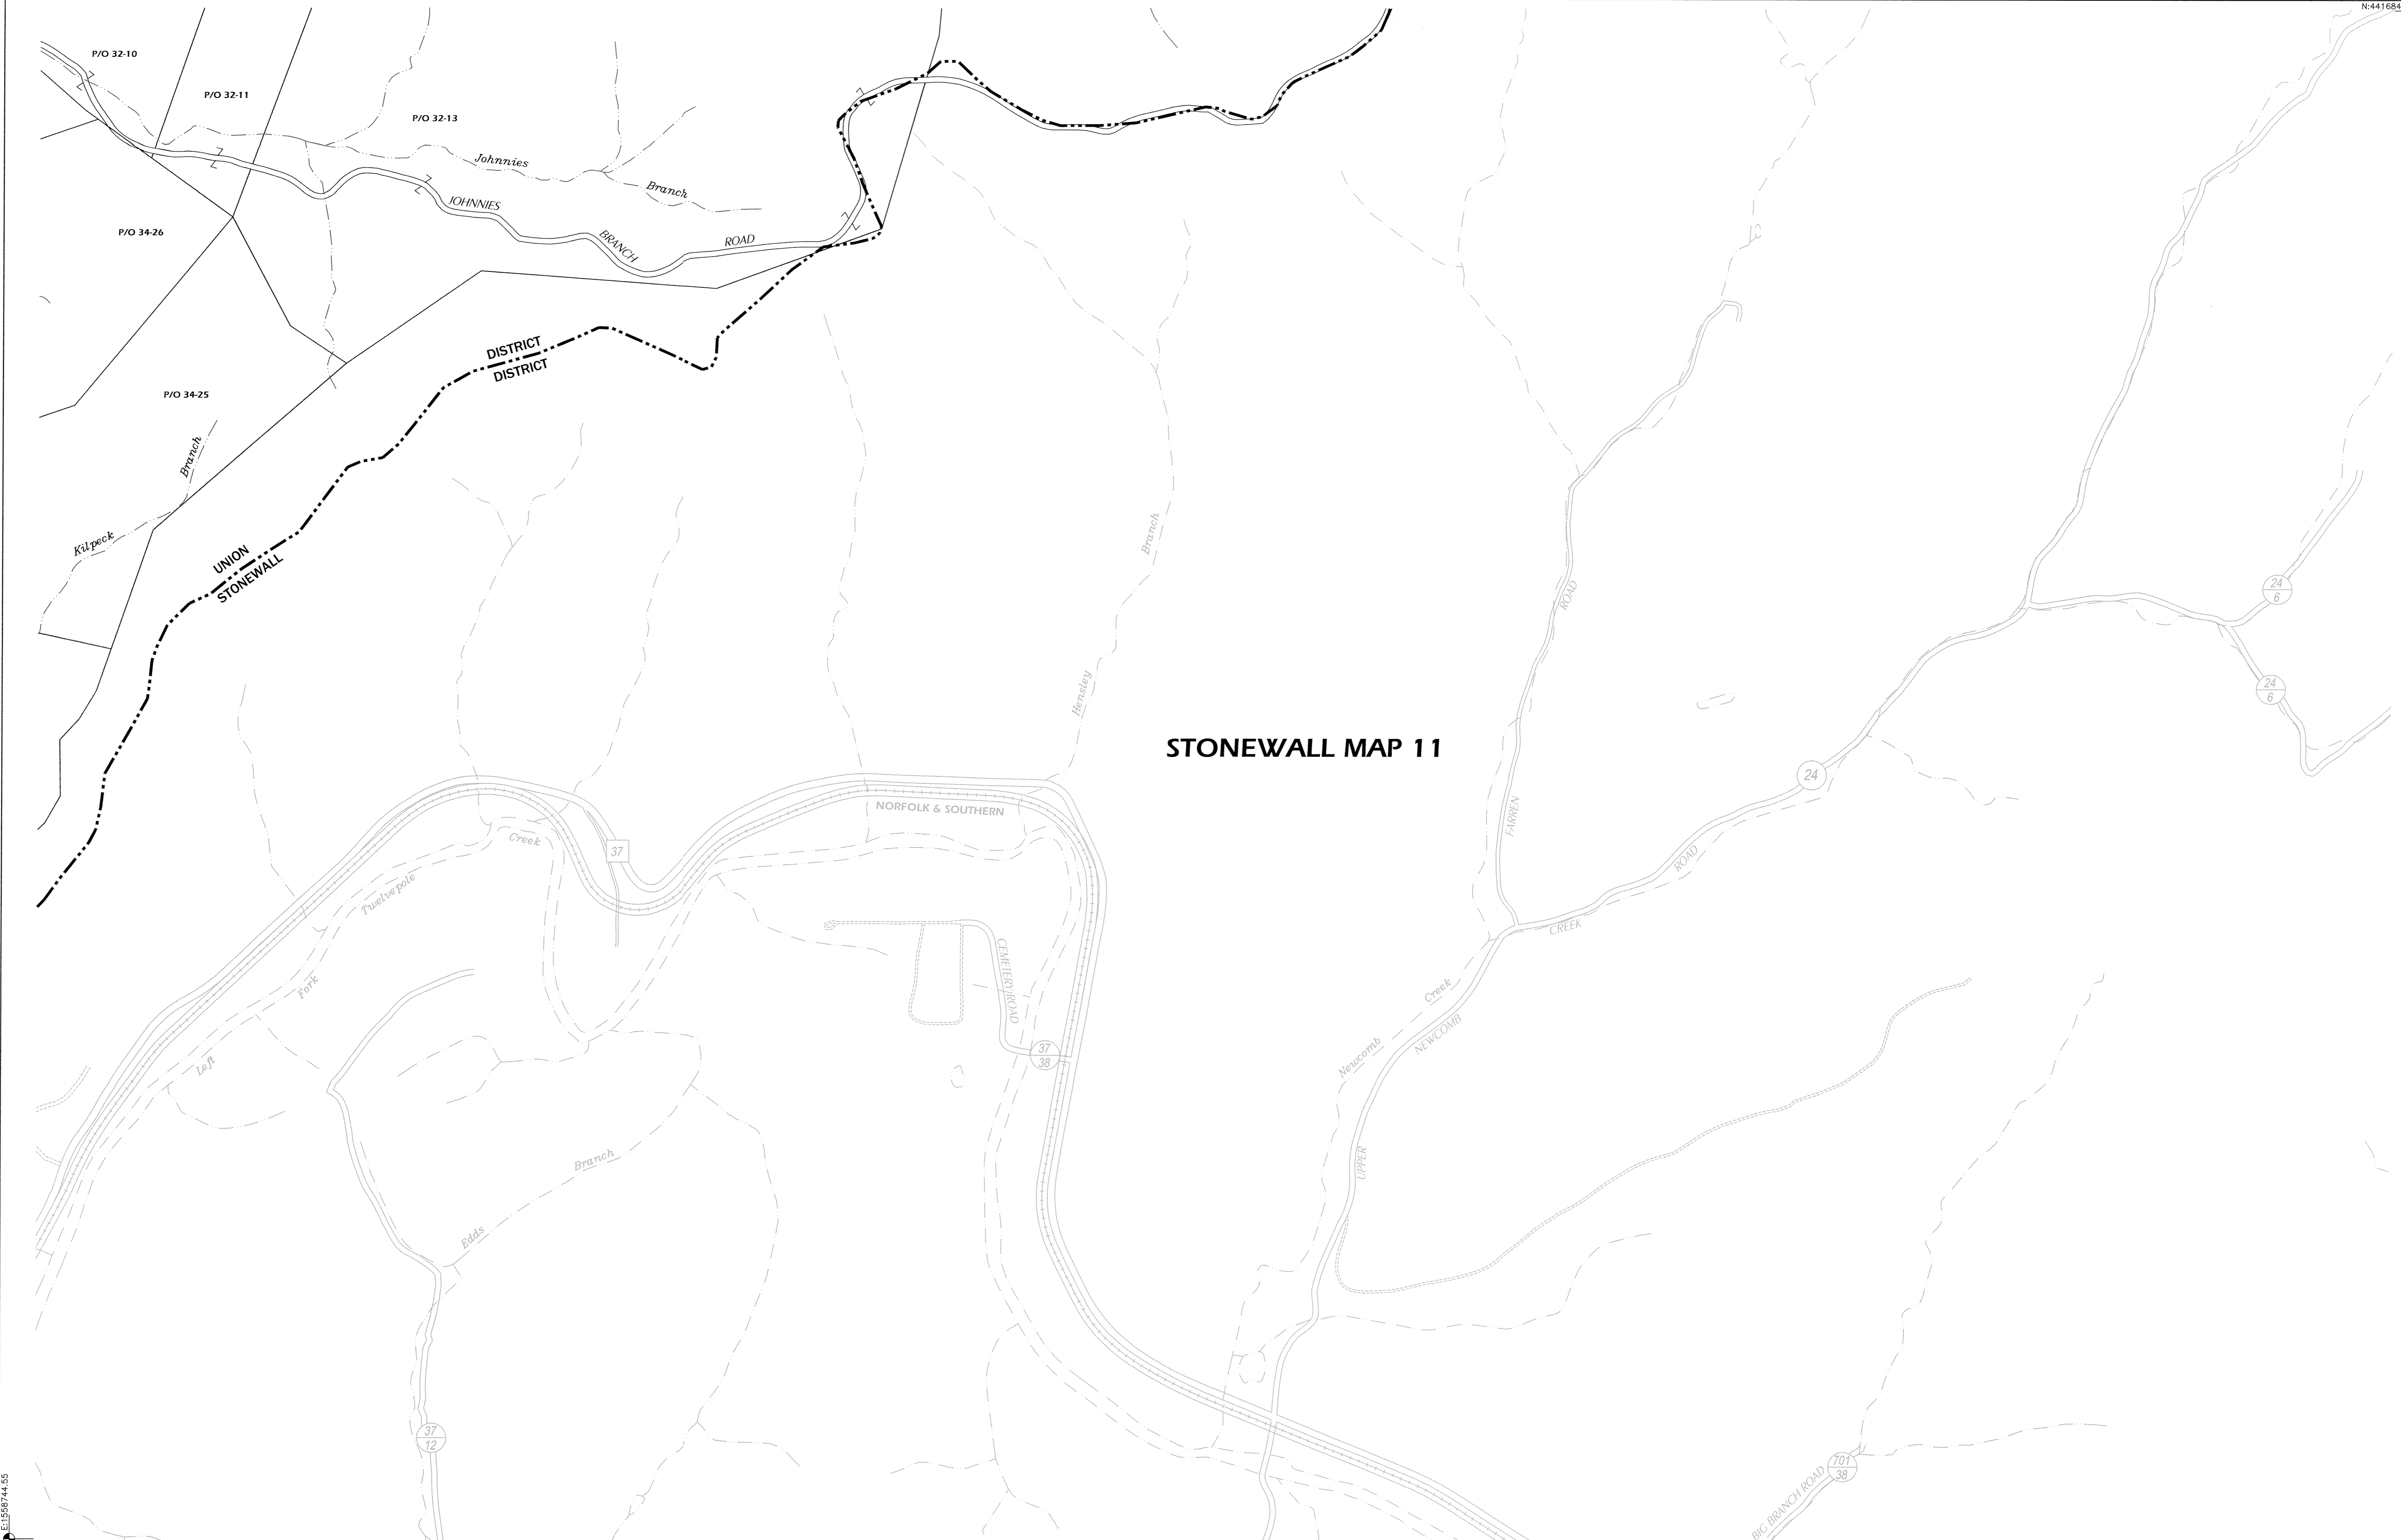 N:441684
P/O 32-10
P/O 32-11
P/O 32-13
Johnnies
Branch
JOHNNIES
BRANCH
ROAD
P/O 34-26
DISTRICT
DISTRICT
P/O 34-25
Branch
Kilpeck
UNION
STONEWALL
Branch
Hensley
ROAD
FARREN
24
6
24
6
STONEWALL MAP 11
24
NORFOLK & SOUTHERN
37
Creek
Twelvepole
Fork
Left
CEMETERY ROAD
37
38
ROAD
CREEK
NEWCOMB
UPPER
Creek
Newcomb
Branch
Edds
37
12
701
38
BIG BRANCH ROAD
E:1558744.55